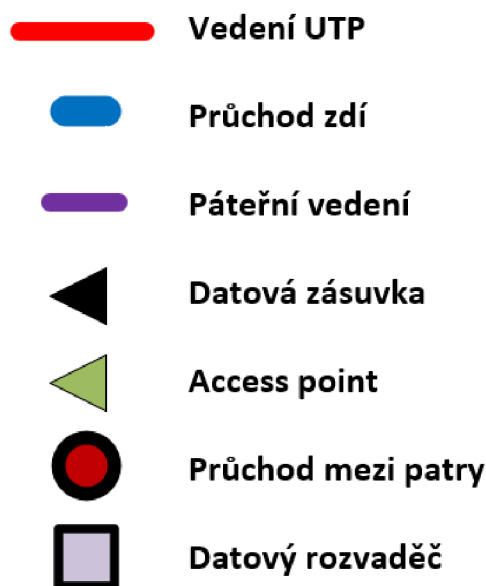 Vedení UTP
Průchod zdí
Páteřní vedení
Datová zásuvka
Access point
Průchod mezi patry
Datový rozvaděč